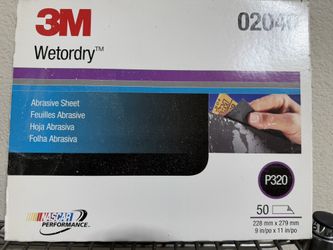 3M
02040
Wetordry™
Abrasive Sheet
Feuilles Abrasive
Hoja Abrasiva
Folha Abrasiva
P320
50
228 mm x 279 mm
9 in/po x 11 in/po
NASCAR
PERFORMANCE